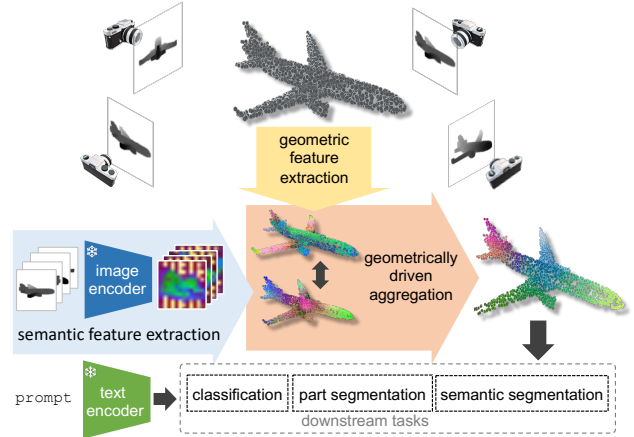 geometric
feature
extraction
image
encoder
geometrically
driven
aggregation
semantic feature extraction
prompt
text
encoder
classification
part segmentation
semantic segmentation
downstream tasks